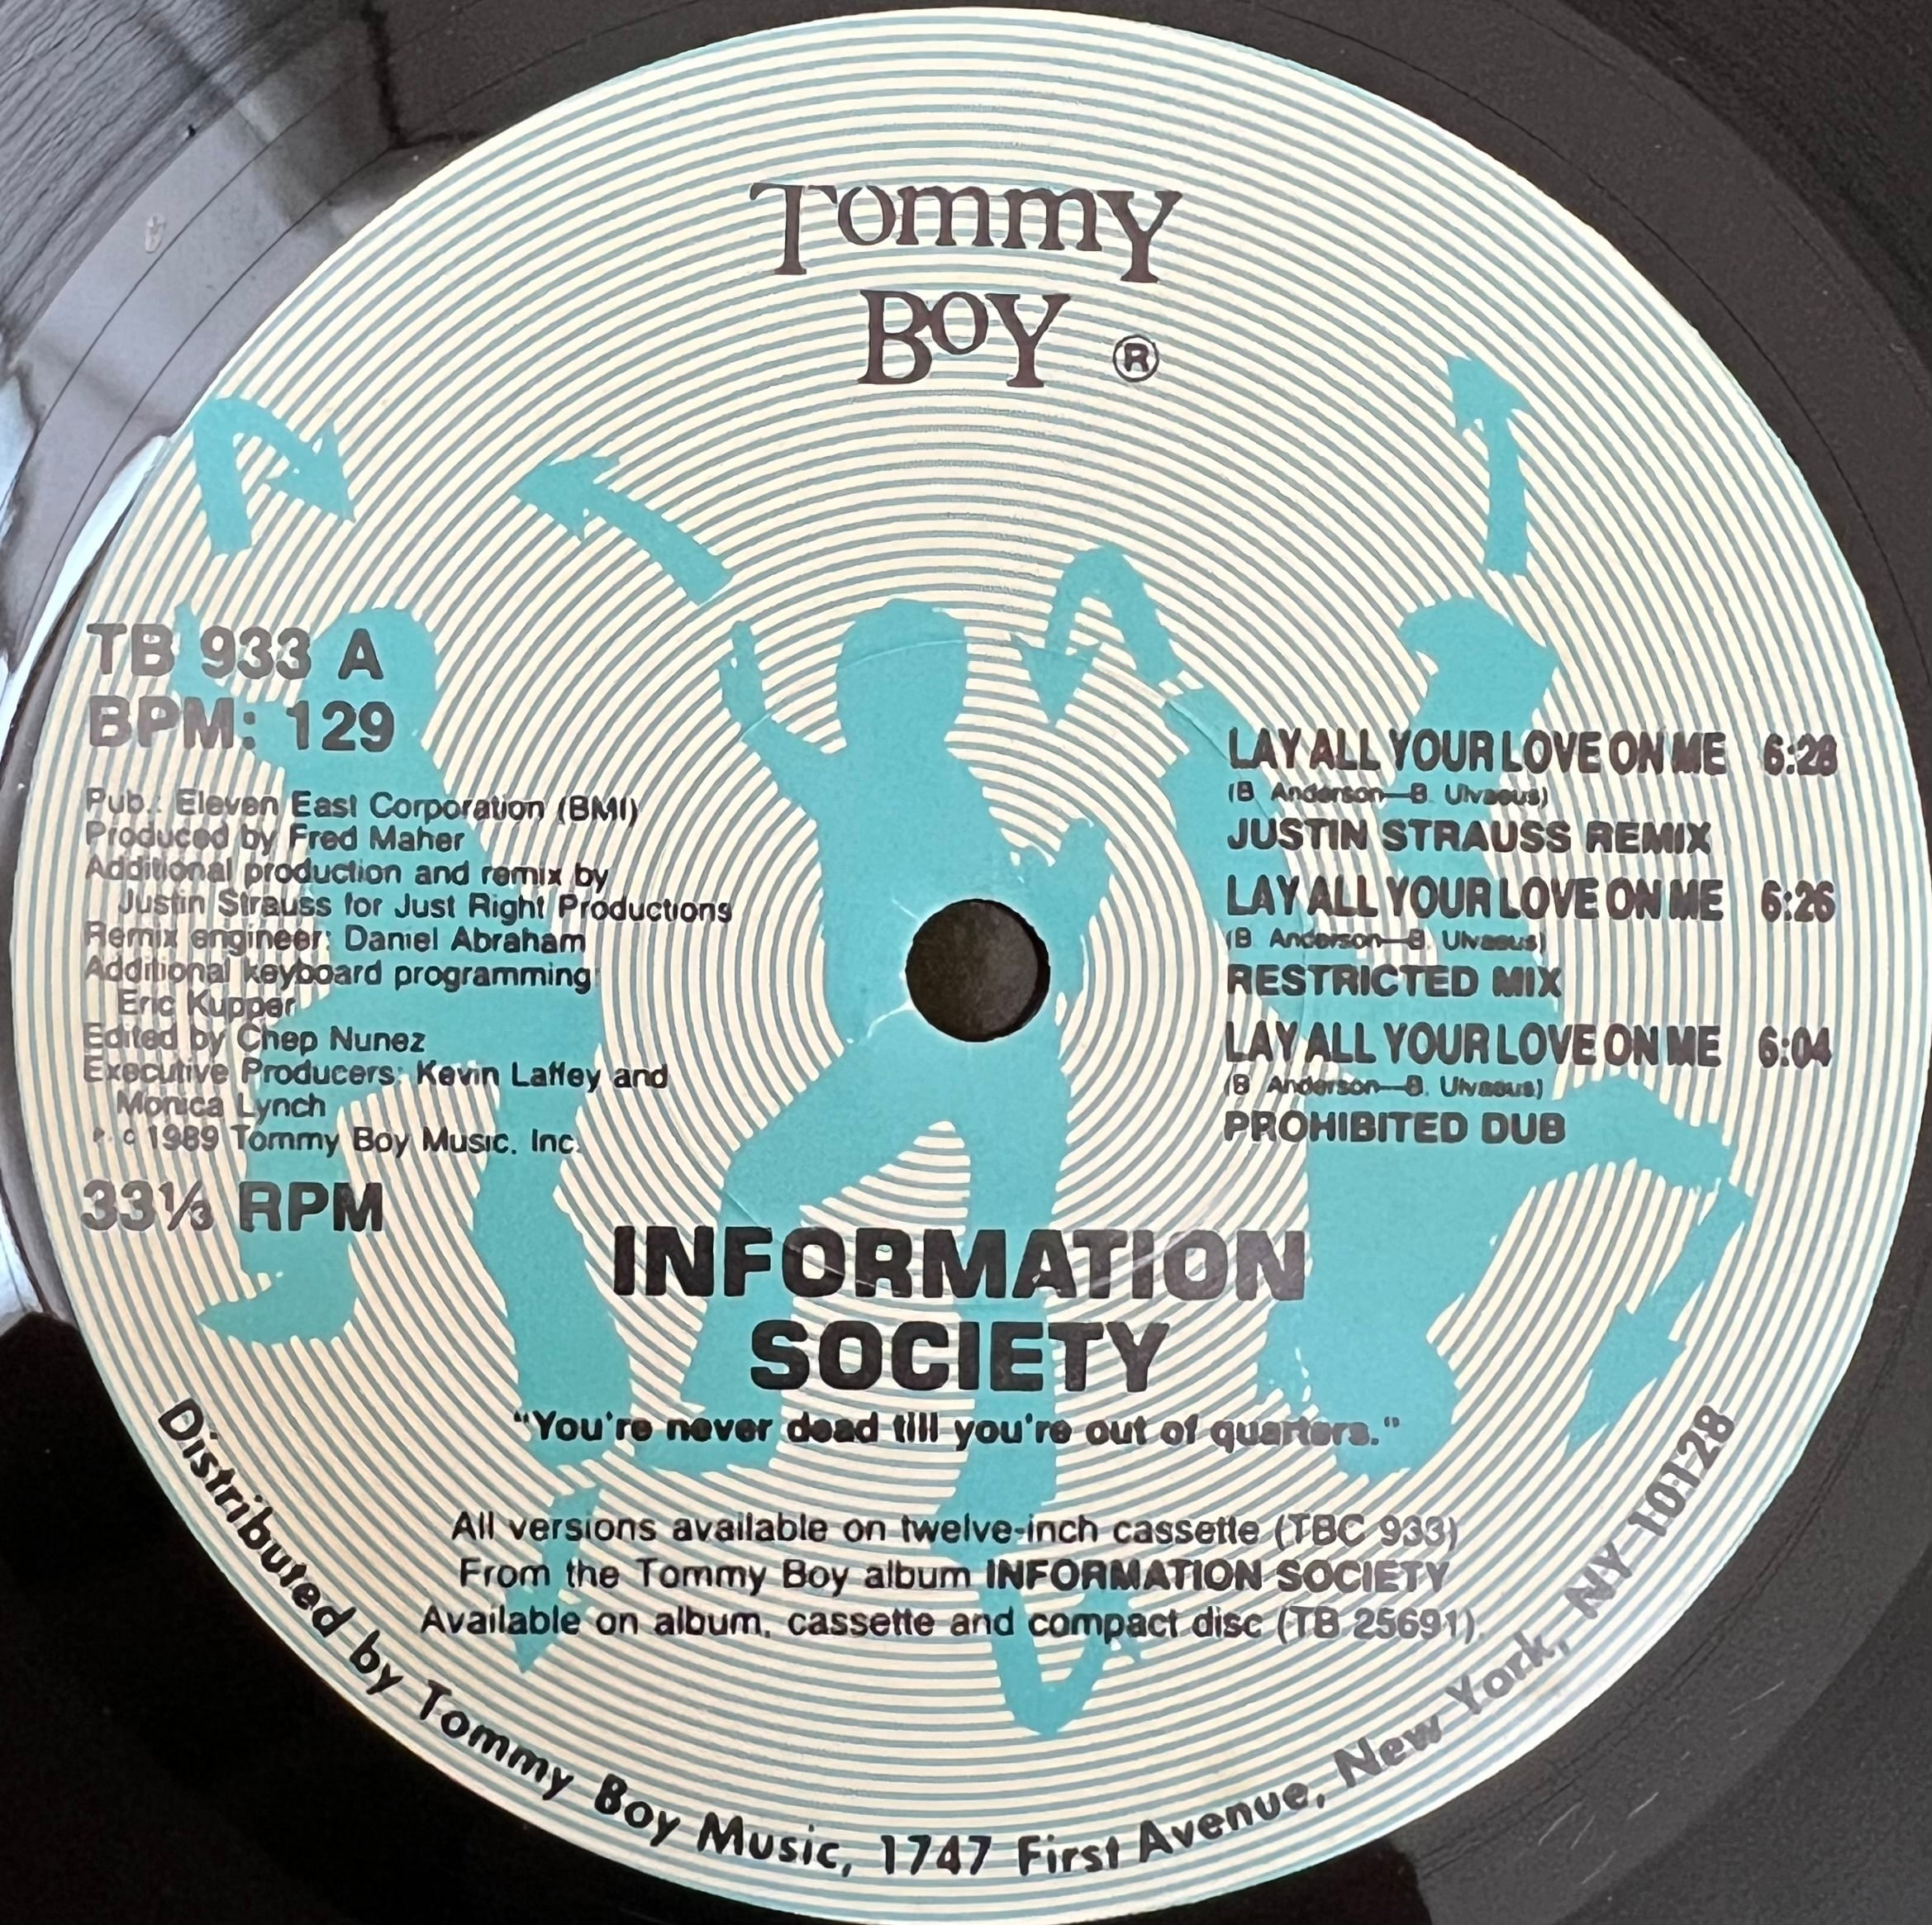 Tommy
Boy ®
TB 933 A
BPM: 129
Pub.: Eleven East Corporation (BMI)
Produced by Fred Maher
Additional production and remix by
Justin Strauss for Just Right Productions
Remix engineer: Daniel Abraham
Additional keyboard programming
Eric Kupper
Edited by Chep Nunez
Executive Producers: Kevin Laffey and
Monica Lynch
P C 1989 Tommy Boy Music, Inc.
33⅓ RPM
LAY ALL YOUR LOVE ON ME 6:28
(B. Anderson—B. Ulvaeus)
JUSTIN STRAUSS REMIX
LAY ALL YOUR LOVE ON ME 6:26
(B. Anderson—B. Ulvaeus)
RESTRICTED MIX
LAY ALL YOUR LOVE ON ME 6:04
(B. Anderson—B. Ulvaeus)
PROHIBITED DUB
INFORMATION
SOCIETY
"You're never dead till you're out of quarters."
All versions available on twelve-inch cassette (TBC 933)
From the Tommy Boy album INFORMATION SOCIETY
Available on album, cassette and compact disc (TB 25691).
Distributed by Tommy Boy Music, 1747 First Avenue, New York, NY 10128